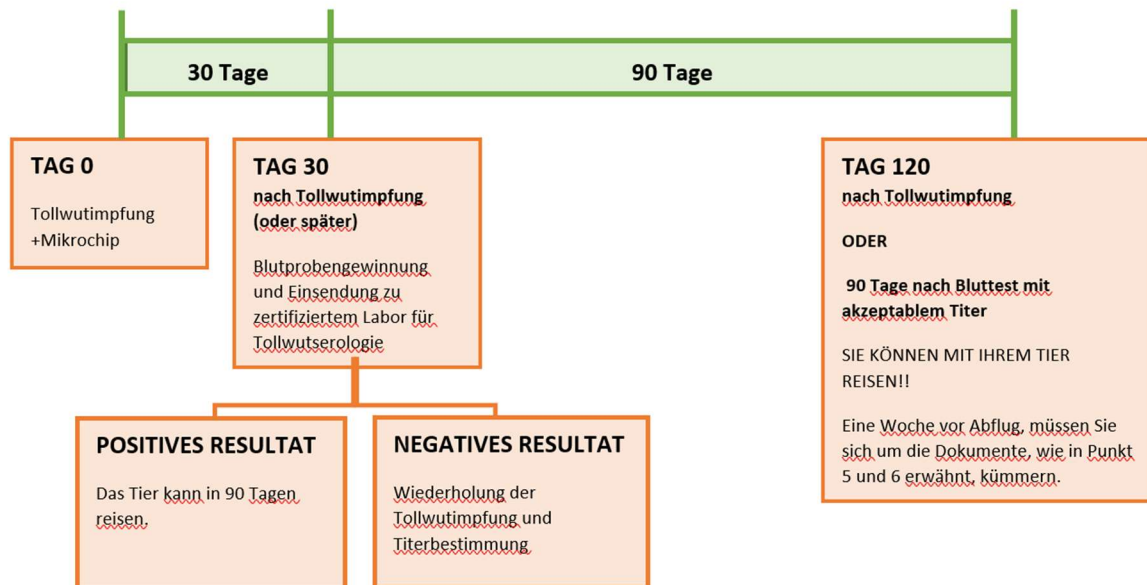 30 Tage
90 Tage
TAG 0
Tollwutimpfung
+Mikrochip
TAG 30
nach Tollwutimpfung
(oder später)
Blutprobengewinnung
und Einsendung zu
zertifiziertem Labor für
Tollwutserologie
TAG 120
nach Tollwutimpfung
ODER
90 Tage nach Bluttest mit
akzeptablem Titer
SIE KÖNNEN MIT IHREM TIER
REISEN!!
Eine Woche vor Abflug, müssen Sie
sich um die Dokumente, wie in Punkt
5 und 6 erwähnt, kümmern.
POSITIVES RESULTAT
Das Tier kann in 90 Tagen
reisen.
NEGATIVES RESULTAT
Wiederholung der
Tollwutimpfung und
Titerbestimmung